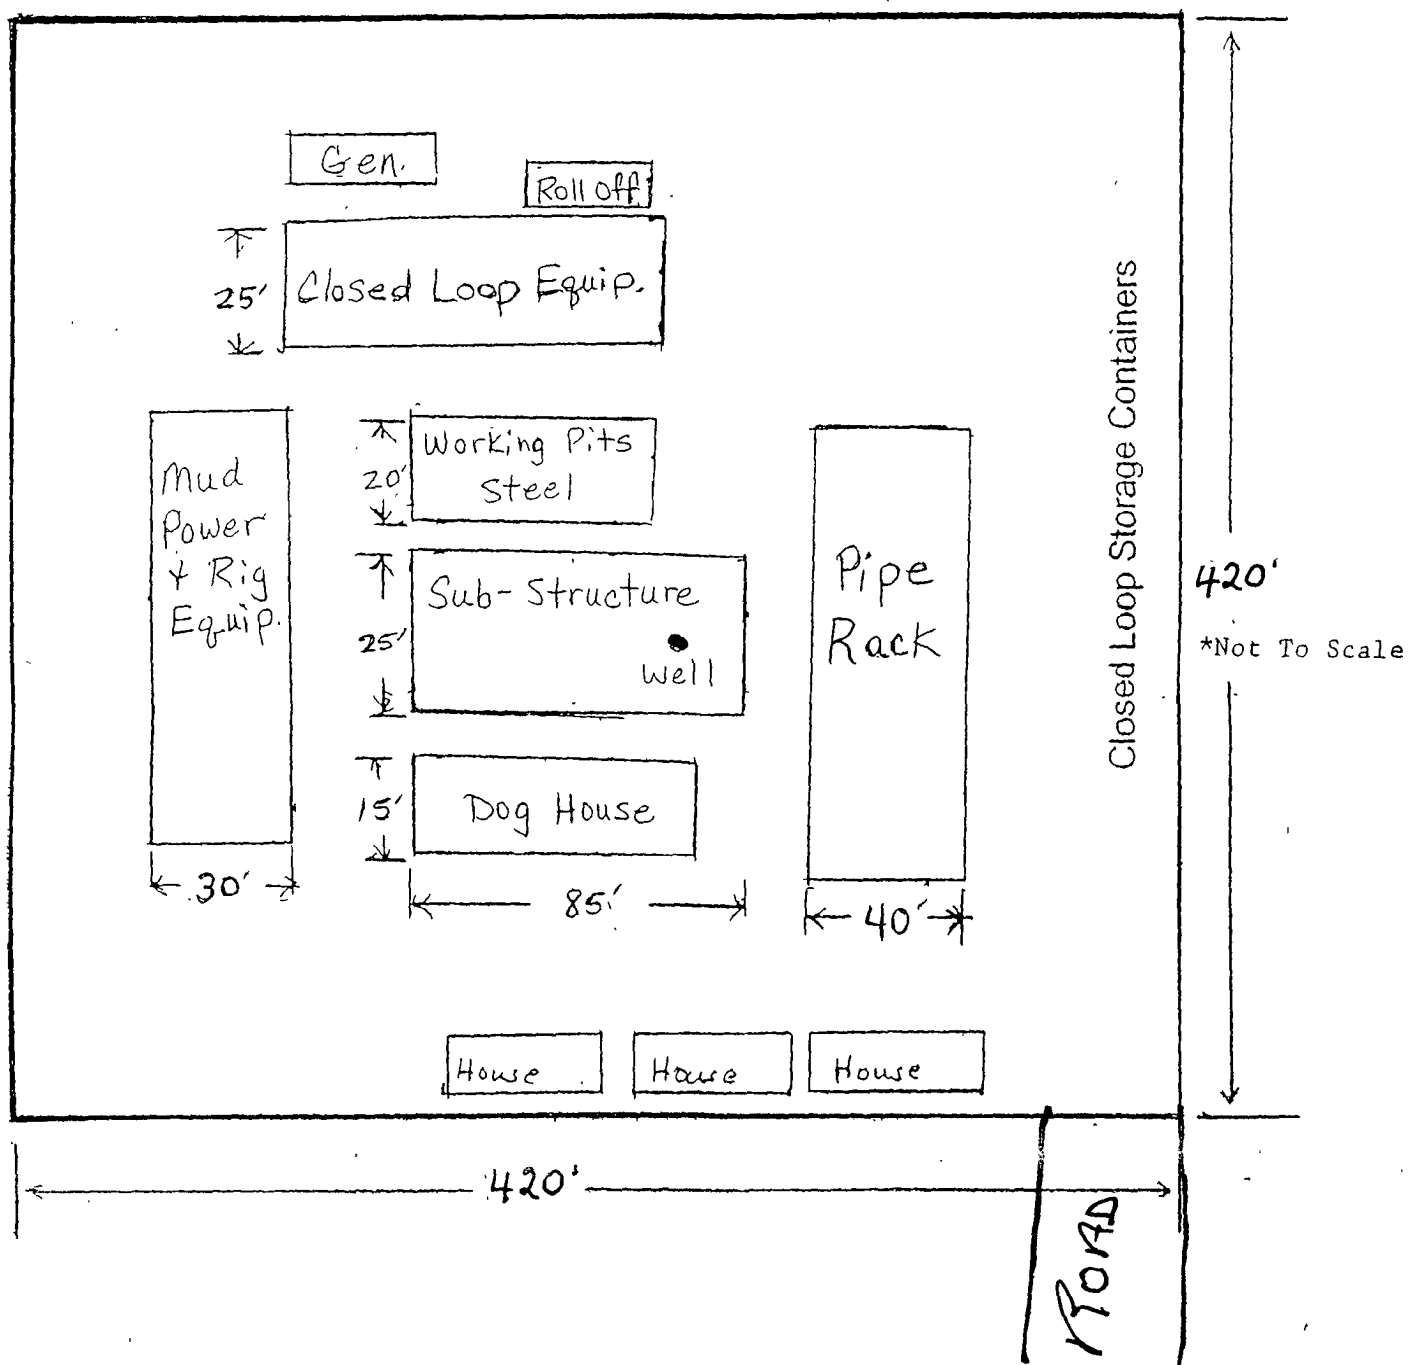 Gen.
Roll off
25'
Closed Loop Equip.
Mud
Power
+ Rig
Equip.
20'
Working Pits
Steel
25'
Sub-Structure
Well
15'
Dog House
Pipe
Rack
Closed Loop Storage Containers
420'
*Not To Scale
30'
85'
40'
House
House
House
420'
ROAD